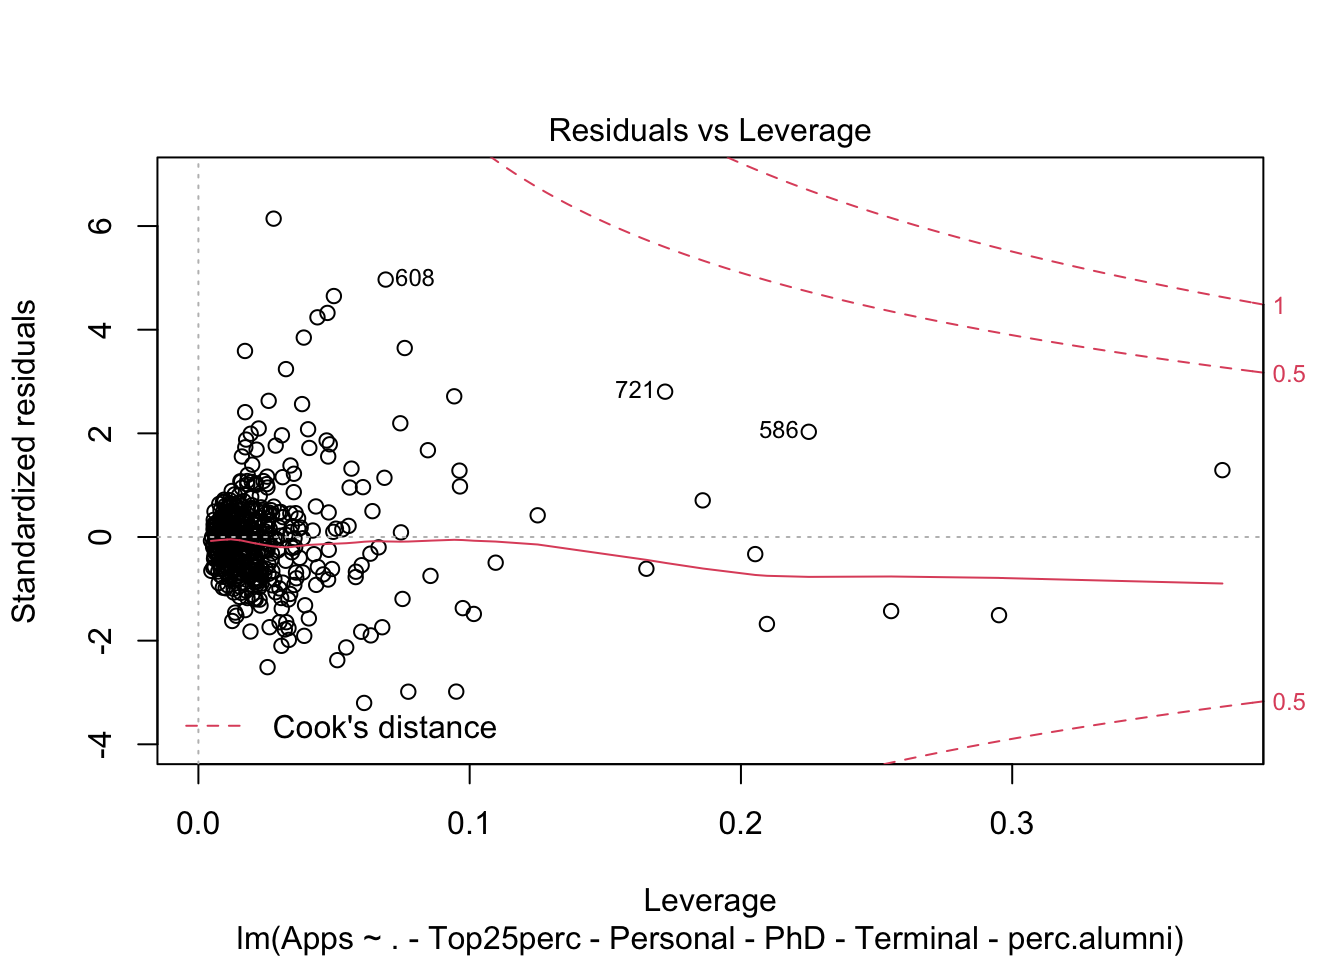 Residuals vs Leverage
Standardized residuals
6
4
2
0
-2
-4
608
721
586
1
0.5
0.5
Cook's distance
0.0 0.1 0.2 0.3
Leverage
lm(Apps ~ . - Top25perc - Personal - PhD - Terminal - perc.alumni)